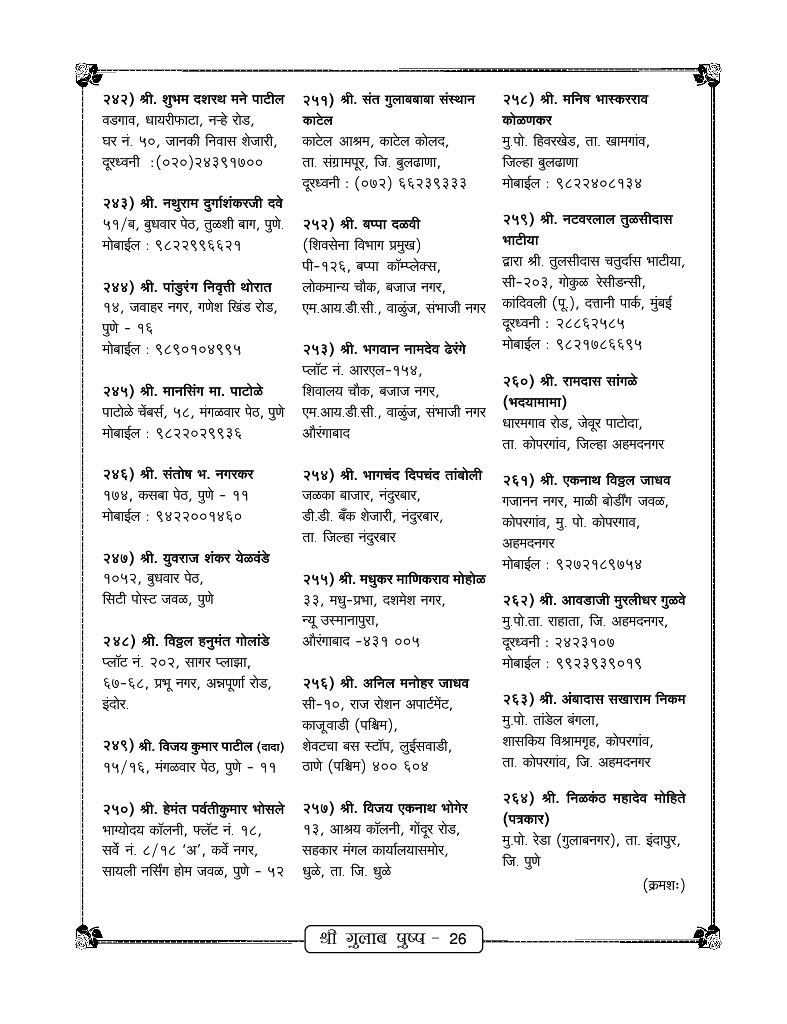 २४२) श्री. शुभम दशरथ मने पाटील
वडगाव, धायरीफाटा, नऱ्हे रोड,
घर नं. ५०, जानकी निवास शेजारी,
दूरध्वनी :(०२०)२४३९१७००
२४३) श्री. नथुराम दुर्गाशंकरजी दवे
५१/ब, बुधवार पेठ, तुळशी बाग, पुणे.
मोबाईल : ९८२२९९६६२१
२४४) श्री. पांडुरंग निवृत्ती थोरात
१४, जवाहर नगर, गणेश खिंड रोड,
पुणे - १६
मोबाईल : ९८९०१०४९९५
२४५) श्री. मानसिंग मा. पाटोळे
पाटोळे चेंबर्स, ५८, मंगळवार पेठ, पुणे
मोबाईल : ९८२२०२९९३६
२४६) श्री. संतोष भ. नगरकर
१७४, कसबा पेठ, पुणे - ११
मोबाईल : ९४२२००१४६०
२४७) श्री. युवराज शंकर येळवंडे
१०५२, बुधवार पेठ,
सिटी पोस्ट जवळ, पुणे
२४८) श्री. विठ्ठल हनुमंत गोलांडे
प्लॉट नं. २०२, सागर प्लाझा,
६७-६८, प्रभू नगर, अन्नपूर्णा रोड,
इंदोर.
२४९) श्री. विजय कुमार पाटील (दादा)
१५/१६, मंगळवार पेठ, पुणे - ११
२५०) श्री. हेमंत पर्वतीकुमार भोसले
भाग्योदय कॉलनी, फ्लॅट नं. १८,
सर्वे नं. ८/१८ ‘अ’, कर्वे नगर,
सायली नर्सिंग होम जवळ, पुणे - ५२
२५१) श्री. संत गुलाबबाबा संस्थान
काटेल
काटेल आश्रम, काटेल कोलद,
ता. संग्रामपूर, जि. बुलढाणा,
दूरध्वनी : (०७२) ६६२३९३३३
२५२) श्री. बप्पा दळवी
(शिवसेना विभाग प्रमुख)
पी-१२६, बप्पा कॉम्प्लेक्स,
लोकमान्य चौक, बजाज नगर,
एम.आय.डी.सी., वाळुंज, संभाजी नगर
२५३) श्री. भगवान नामदेव ढेरंगे
प्लॉट नं. आरएल-१५४,
शिवालय चौक, बजाज नगर,
एम.आय.डी.सी., वाळुंज, संभाजी नगर
औरंगाबाद
२५४) श्री. भागचंद दिपचंद तांबोली
जळका बाजार, नंदुरबार,
डी.डी. बँक शेजारी, नंदुरबार,
ता. जिल्हा नंदुरबार
२५५) श्री. मधुकर माणिकराव मोहोळ
३३, मधु-प्रभा, दशमेश नगर,
न्यू उस्मानापुरा,
औरंगाबाद -४३१ ००५
२५६) श्री. अनिल मनोहर जाधव
सी-१०, राज रोशन अपार्टमेंट,
काजूवाडी (पश्चिम),
शेवटचा बस स्टॉप, लुईसवाडी,
ठाणे (पश्चिम) ४०० ६०४
२५७) श्री. विजय एकनाथ भोगेर
१३, आश्रय कॉलनी, गोंदूर रोड,
सहकार मंगल कार्यालयासमोर,
धुळे, ता. जि. धुळे
२५८) श्री. मनिष भास्करराव
कोळणकर
मु.पो. हिवरखेड, ता. खामगांव,
जिल्हा बुलढाणा
मोबाईल : ९८२२४०८१३४
२५९) श्री. नटवरलाल तुळसीदास
भाटीया
द्वारा श्री. तुलसीदास चतुर्दास भाटीया,
सी-२०३, गोकुळ रेसीडन्सी,
कांदिवली (पू.), दत्तानी पार्क, मुंबई
दूरध्वनी : २८८६२५८५
मोबाईल : ९८२१७८६६९५
२६०) श्री. रामदास सांगळे
(भदयामामा)
धारमगाव रोड, जेवूर पाटोदा,
ता. कोपरगांव, जिल्हा अहमदनगर
२६१) श्री. एकनाथ विठ्ठल जाधव
गजानन नगर, माळी बोर्डींग जवळ,
कोपरगांव, मु. पो. कोपरगाव,
अहमदनगर
मोबाईल : ९२७२१८९७५४
२६२) श्री. आवडाजी मुरलीधर गुळवे
मु.पो.ता. राहाता, जि. अहमदनगर,
दूरध्वनी : २४२३१०७
मोबाईल : ९९२३९३९०१९
२६३) श्री. अंबादास सखाराम निकम
मु.पो. तांडेल बंगला,
शासकिय विश्रामगृह, कोपरगांव,
ता. कोपरगांव, जि. अहमदनगर
२६४) श्री. निळकंठ महादेव मोहिते
(पत्रकार)
मु.पो. रेडा (गुलाबनगर), ता. इंदापुर,
जि. पुणे
(क्रमशः)
श्री गुलाब पुष्प - 26